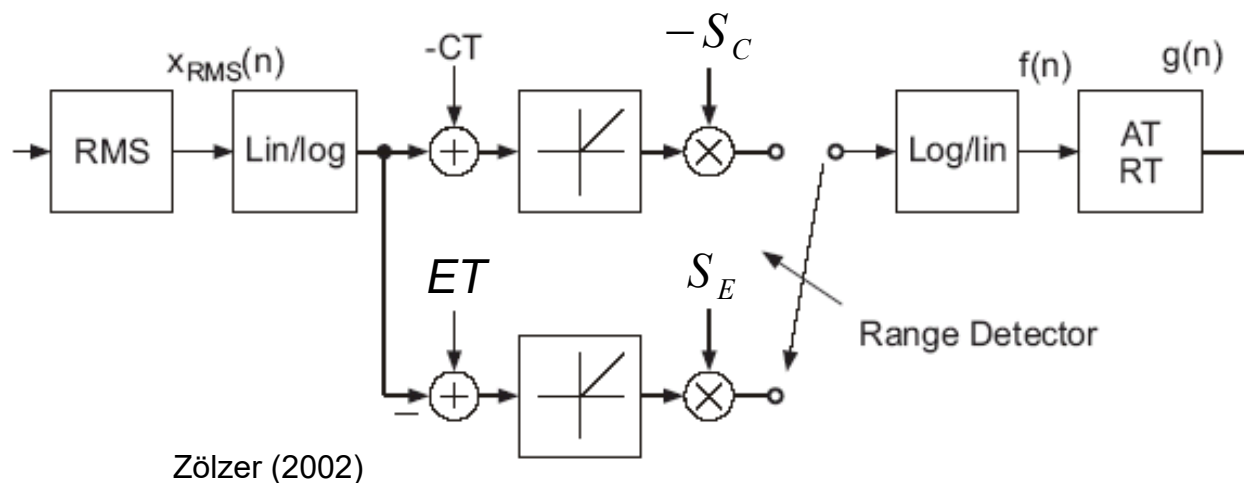 -CT
−S_C
x_RMS(n)
f(n)
g(n)
RMS
Lin/log
+
×
Log/lin
AT
RT
ET
S_E
−
+
×
Range Detector
Zölzer (2002)